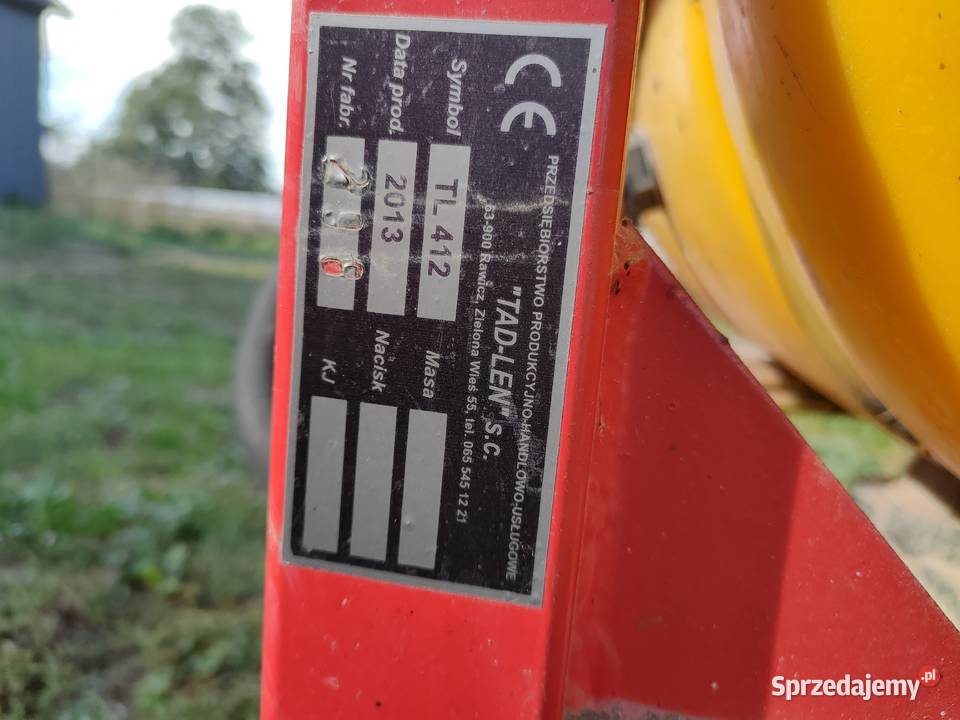 CE
PRZEDSIĘBIORSTWO PRODUKCYJNO-HANDLOWO-USŁUGOWE
"TAD-LEN" S.C.
63-900 Rawicz, Zielona Wieś 55, tel. 065 545 12 21
Symbol TL 412 Masa
Data prod. 2013 Nacisk
Nr fabr. KJ
Sprzedajemy.pl